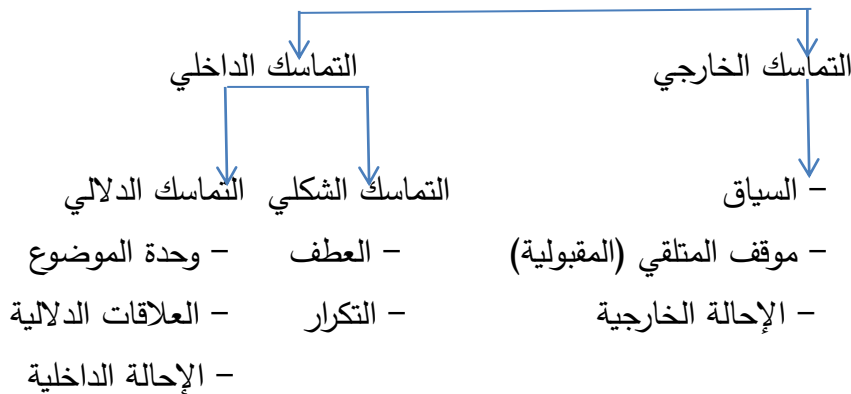 التماسك الخارجي التماسك الداخلي
- السياق التماسك الشكلي التماسك الدلالي
- موقف المتلقي (المقبولية) - العطف - وحدة الموضوع
- الإحالة الخارجية - التكرار - العلاقات الدلالية
- الإحالة الداخلية